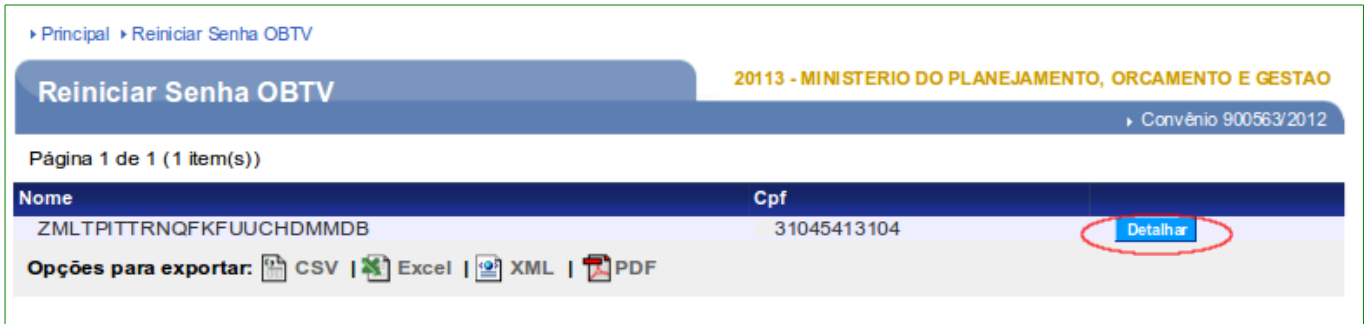 Principal Reiniciar Senha OBTV
Reiniciar Senha OBTV
20113 - MINISTERIO DO PLANEJAMENTO, ORCAMENTO E GESTAO
Convênio 900563/2012
Página 1 de 1 (1 item(s))
Nome Cpf
ZMLTPITTRNQFKFUUCHDMMDB 31045413104 Detalhar
Opções para exportar: CSV | Excel | XML | PDF